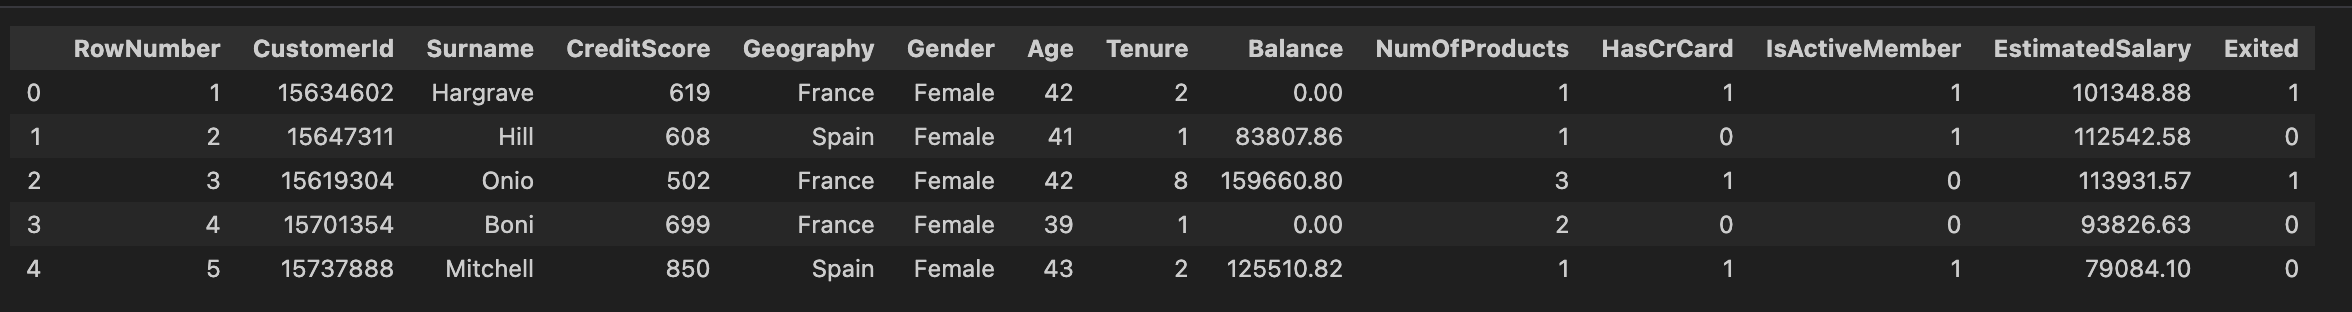 RowNumber CustomerId Surname CreditScore Geography Gender Age Tenure Balance NumOfProducts HasCrCard IsActiveMember EstimatedSalary Exited
0 1 15634602 Hargrave 619 France Female 42 2 0.00 1 1 1 101348.88 1
1 2 15647311 Hill 608 Spain Female 41 1 83807.86 1 0 1 112542.58 0
2 3 15619304 Onio 502 France Female 42 8 159660.80 3 1 0 113931.57 1
3 4 15701354 Boni 699 France Female 39 1 0.00 2 0 0 93826.63 0
4 5 15737888 Mitchell 850 Spain Female 43 2 125510.82 1 1 1 79084.10 0